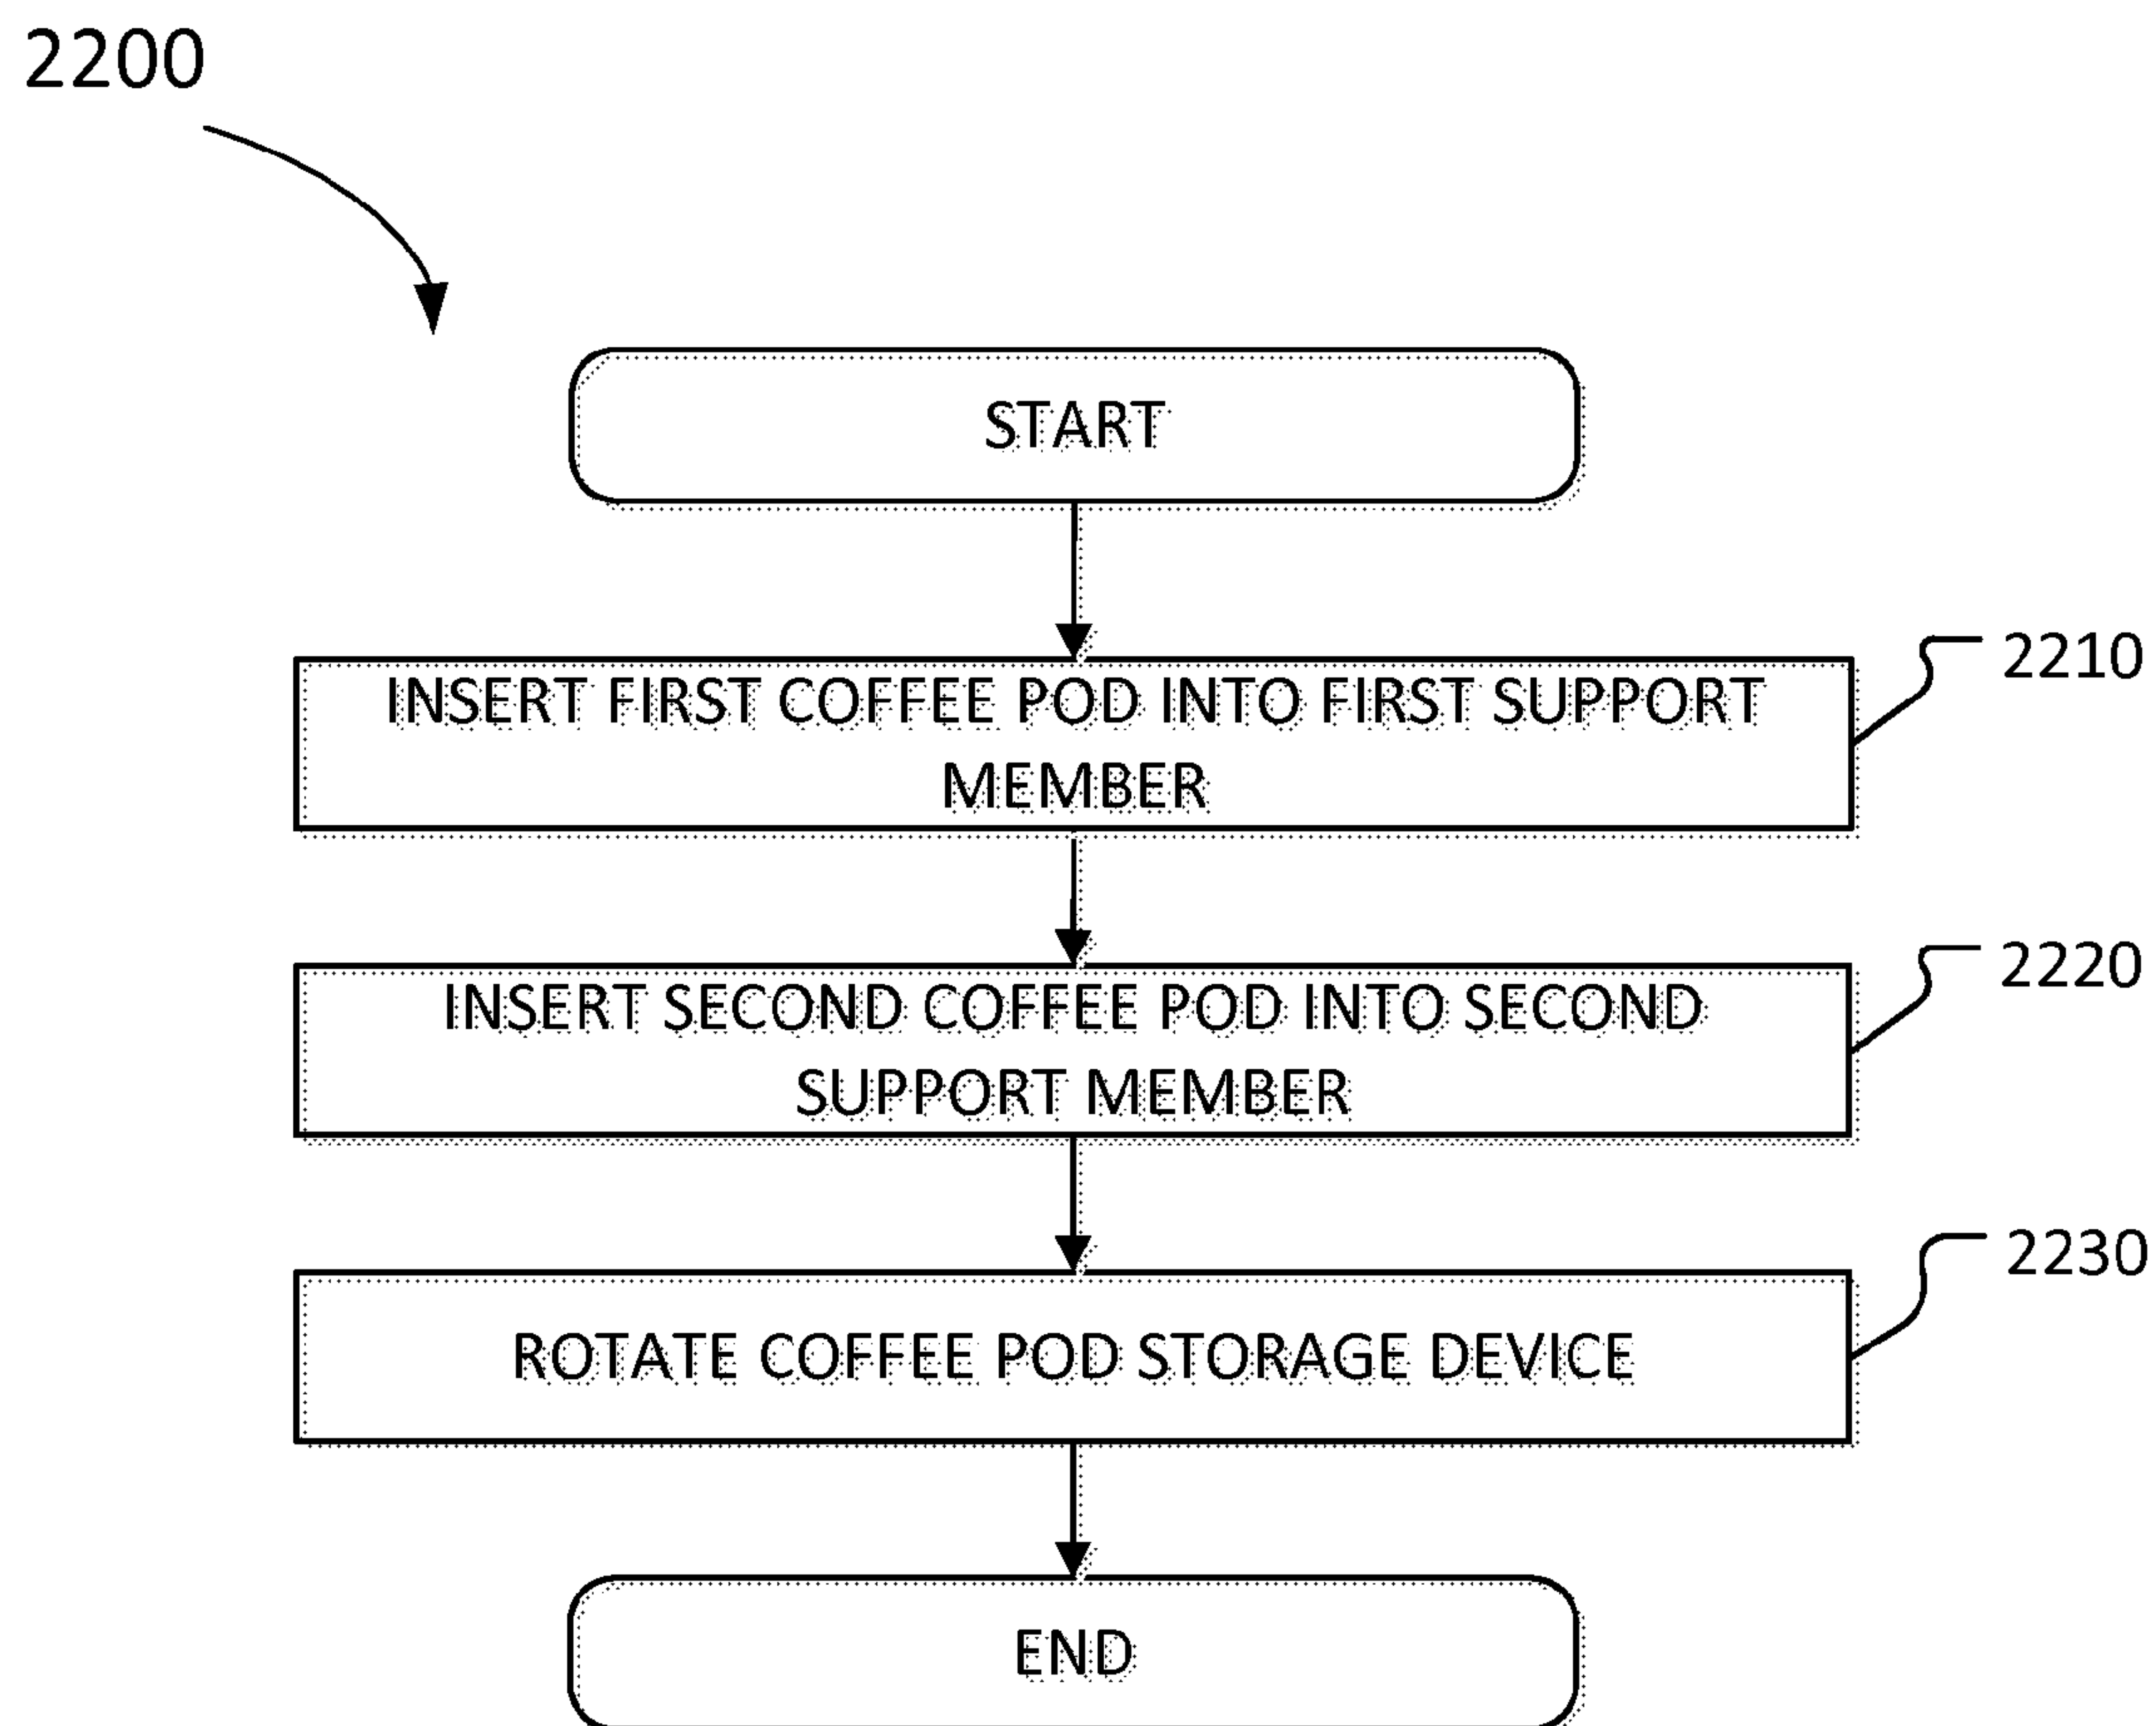 2200
START
INSERT FIRST COFFEE POD INTO FIRST SUPPORT
MEMBER
2210
INSERT SECOND COFFEE POD INTO SECOND
SUPPORT MEMBER
2220
ROTATE COFFEE POD STORAGE DEVICE
2230
END